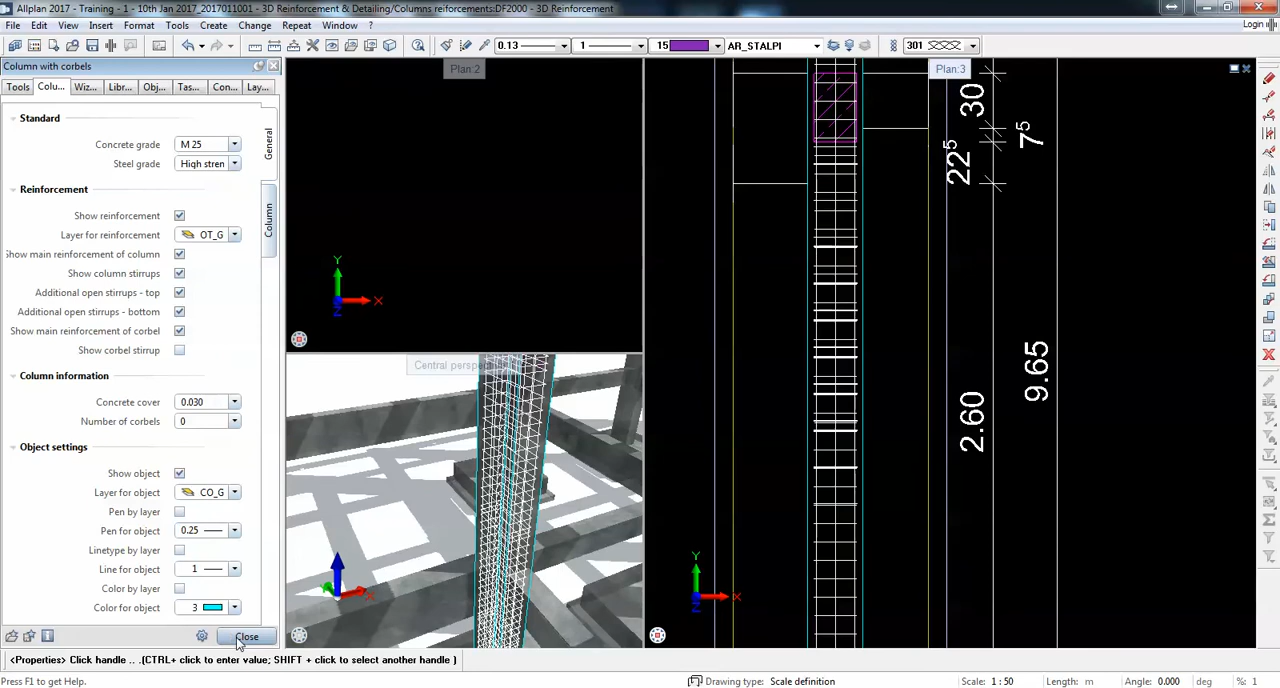 Allplan 2017 - Training - 1 - 10th Jan 2017_2017011001 - 3D Reinforcement & Detailing/Columns reiforcements:DF2000 - 3D Reinforcement
File Edit View Insert Format Tools Create Change Repeat Window ?
Login
0.13 1 15 AR_STALPI 301
Column with corbels
Tools Colu... Wiz... Libr... Obj... Tas... Con... Lay...
Standard
Concrete grade M 25
Steel grade High stren
General
Reinforcement
Show reinforcement
Layer for reinforcement OT_G
Column
Show main reinforcement of column
Show column stirrups
Additional open stirrups - top
Additional open stirrups - bottom
Show main reinforcement of corbel
Show corbel stirrup
Column information
Concrete cover 0.030
Number of corbels 0
Object settings
Show object
Layer for object CO_G
Pen by layer
Pen for object 0.25
Linetype by layer
Line for object 1
Color by layer
Color for object 3
Close
Plan:2
Y
X
Z
Central perspe
X
Plan:3
30
7⁵
22⁵
9.65
2.60
Y
X
<Properties> Click handle .. .(CTRL+ click to enter value; SHIFT + click to select another handle )
Press F1 to get Help.
Drawing type: Scale definition Scale: 1 : 50 Length: m Angle: 0.000 deg %: 1